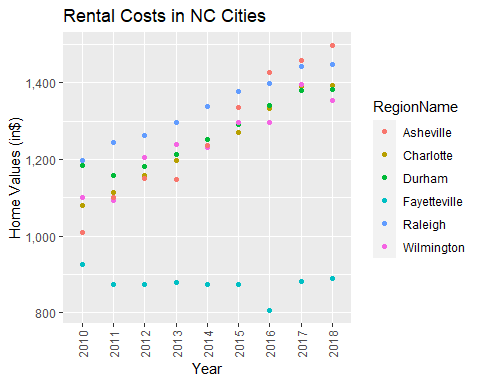 Rental Costs in NC Cities
Home Values (in$)
1,400
1,200
1,000
800
2010
2011
2012
2013
2014
2015
2016
2017
2018
Year
RegionName
Asheville
Charlotte
Durham
Fayetteville
Raleigh
Wilmington